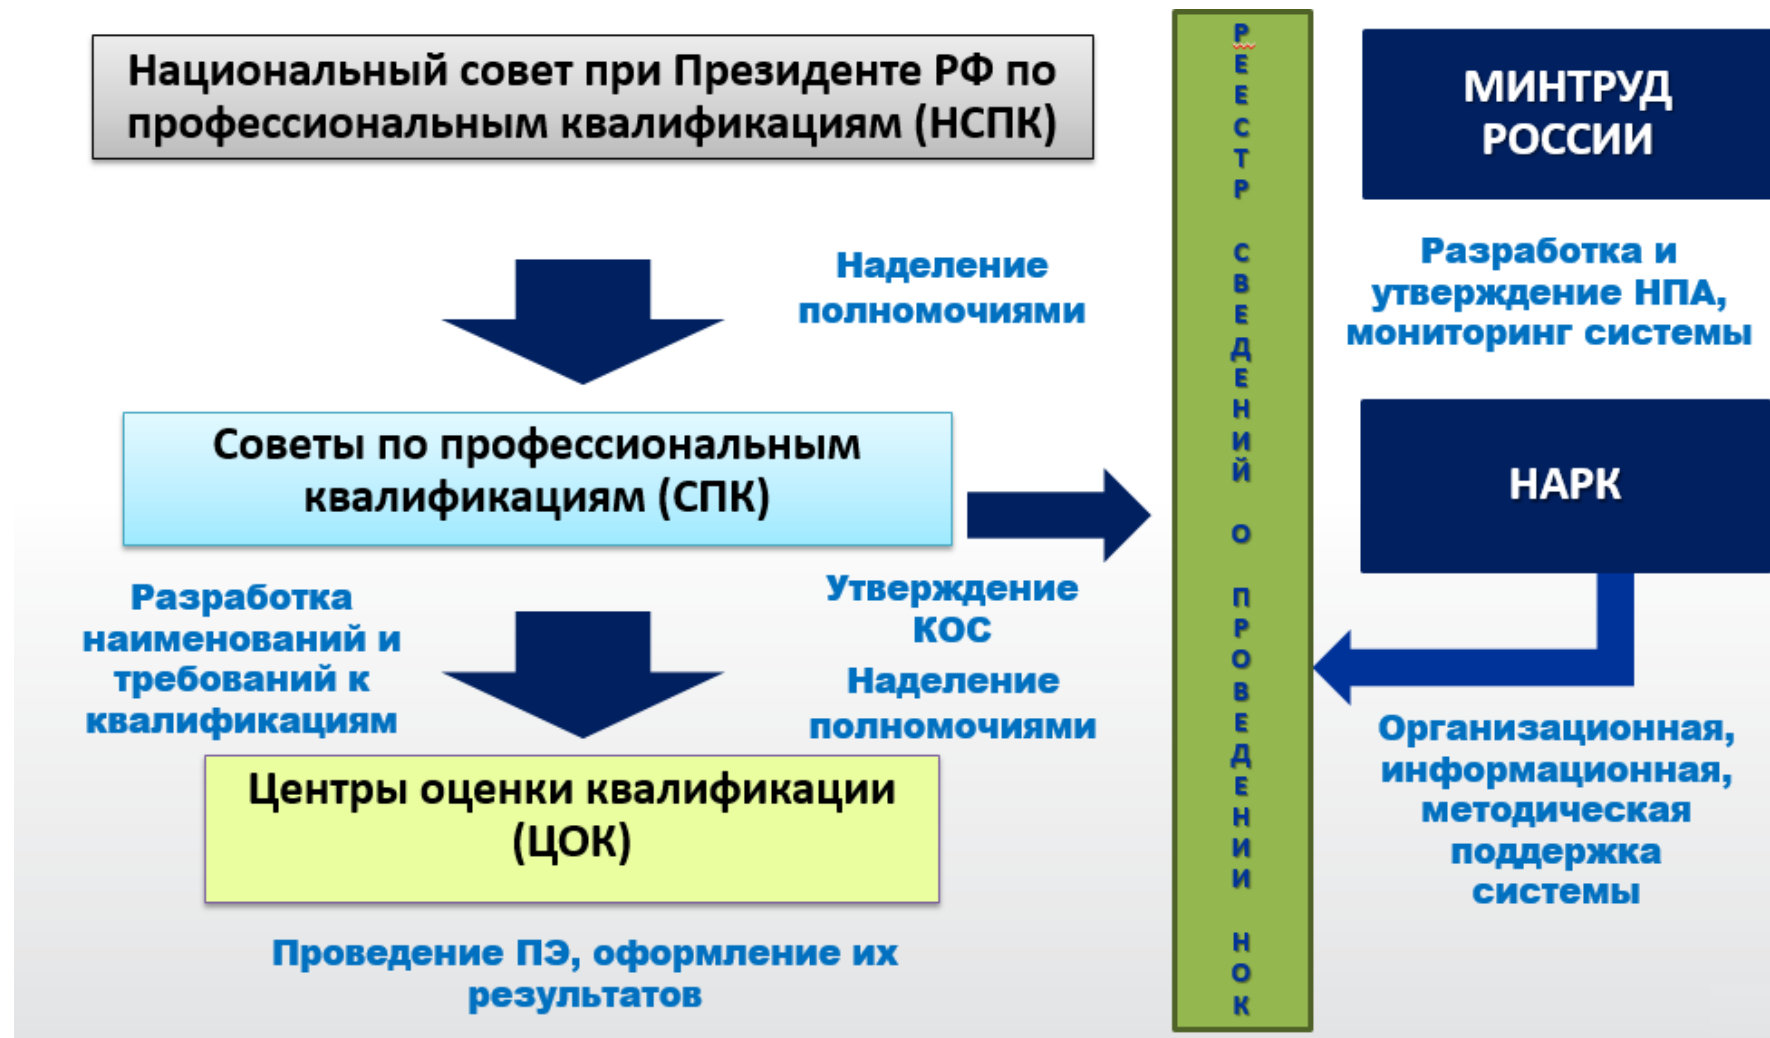 Национальный совет при Президенте РФ по
профессиональным квалификациям (НСПК)
Наделение
полномочиями
Советы по профессиональным
квалификациям (СПК)
Разработка
наименований и
требований к
квалификациям
Утверждение
КОС
Наделение
полномочиями
Центры оценки квалификации
(ЦОК)
Проведение ПЭ, оформление их
результатов
РЕЕСТР СВЕДЕНИЙ О ПРОВЕДЕНИИ НОК
МИНТРУД
РОССИИ
Разработка и
утверждение НПА,
мониторинг системы
НАРК
Организационная,
информационная,
методическая
поддержка
системы